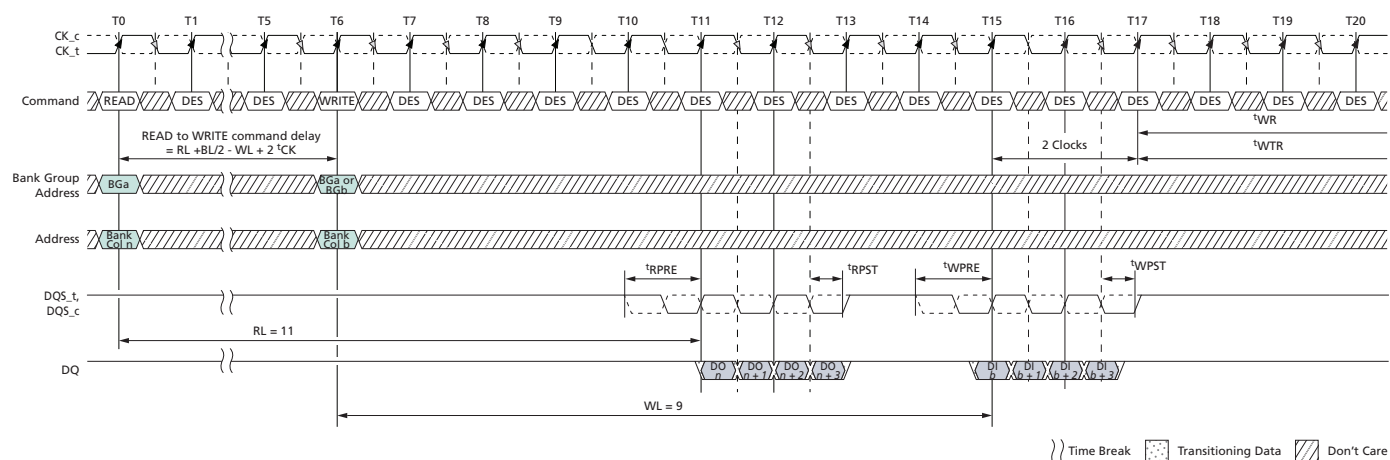 T0 T1 T5 T6 T7 T8 T9 T10 T11 T12 T13 T14 T15 T16 T17 T18 T19 T20
CK_c
CK_t
Command READ DES DES WRITE DES DES DES DES DES DES DES DES DES DES DES DES DES DES
tWR
READ to WRITE command delay
= RL +BL/2 - WL + 2 tCK
2 Clocks
tWTR
Bank Group
Address
BGa
BGa or
BGb
Address
Bank
Col n
Bank
Col b
tRPRE tRPST tWPRE tWPST
DQS_t,
DQS_c
RL = 11
DQ
DO
n
DO
n + 1
DO
n + 2
DO
n + 3
DI
b
DI
b + 1
DI
b + 2
DI
b + 3
WL = 9
Time Break Transitioning Data Don't Care